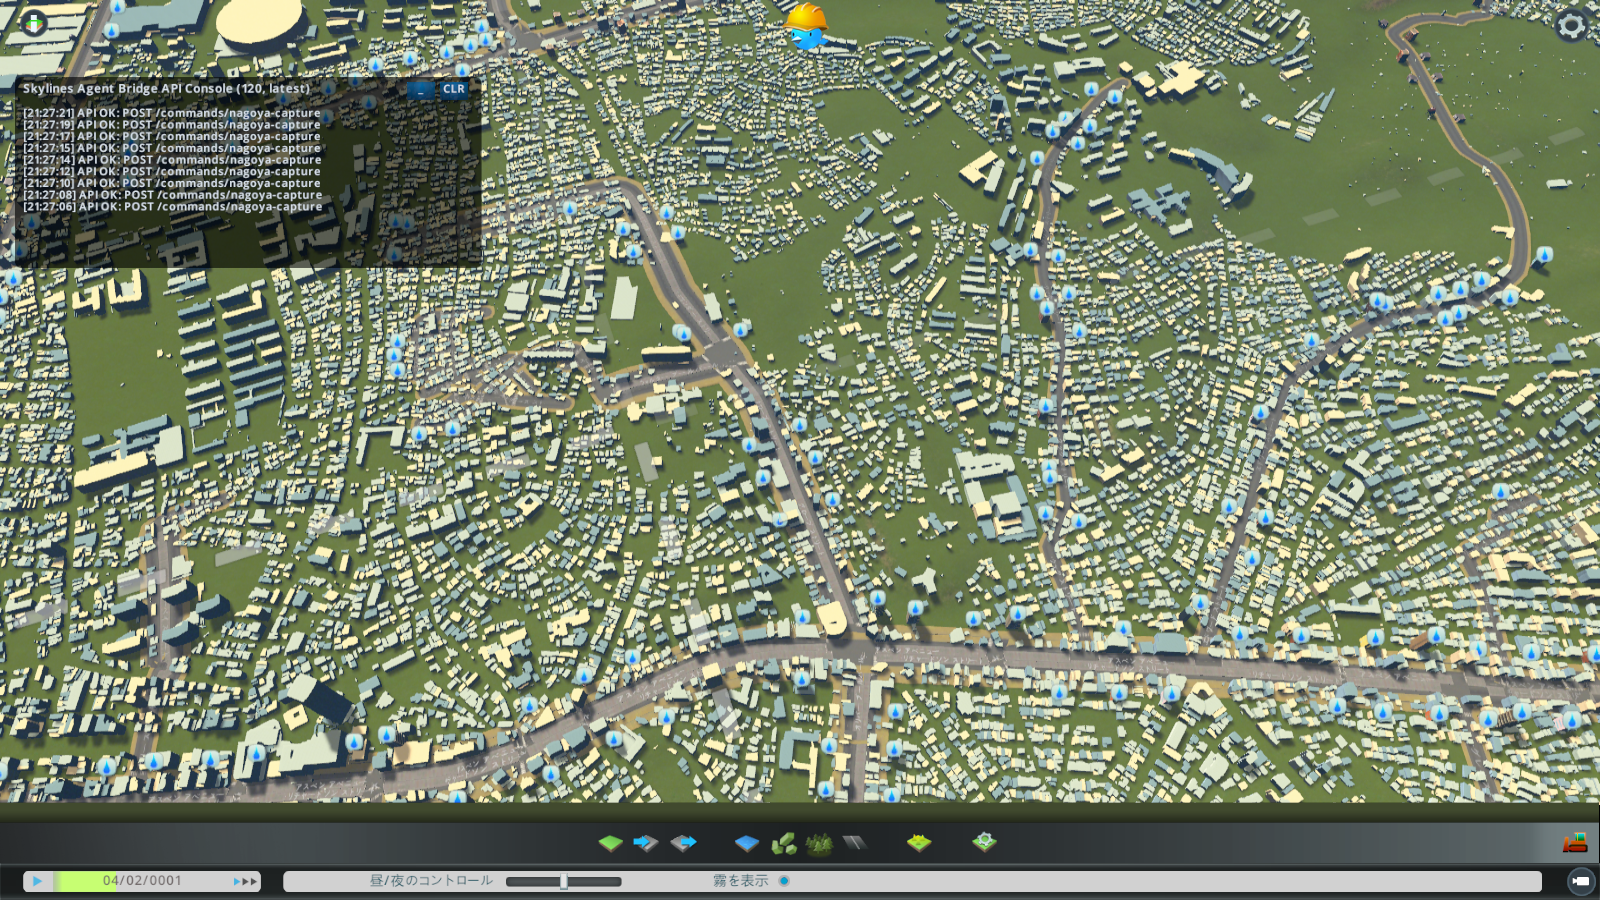 Skylines Agent Bridge API Console (120, latest)
_
CLR
[21:27:21] API OK: POST /commands/nagoya-capture
[21:27:19] API OK: POST /commands/nagoya-capture
[21:27:17] API OK: POST /commands/nagoya-capture
[21:27:15] API OK: POST /commands/nagoya-capture
[21:27:14] API OK: POST /commands/nagoya-capture
[21:27:12] API OK: POST /commands/nagoya-capture
[21:27:10] API OK: POST /commands/nagoya-capture
[21:27:08] API OK: POST /commands/nagoya-capture
[21:27:06] API OK: POST /commands/nagoya-capture
04/02/0001
昼/夜のコントロール
霧を表示